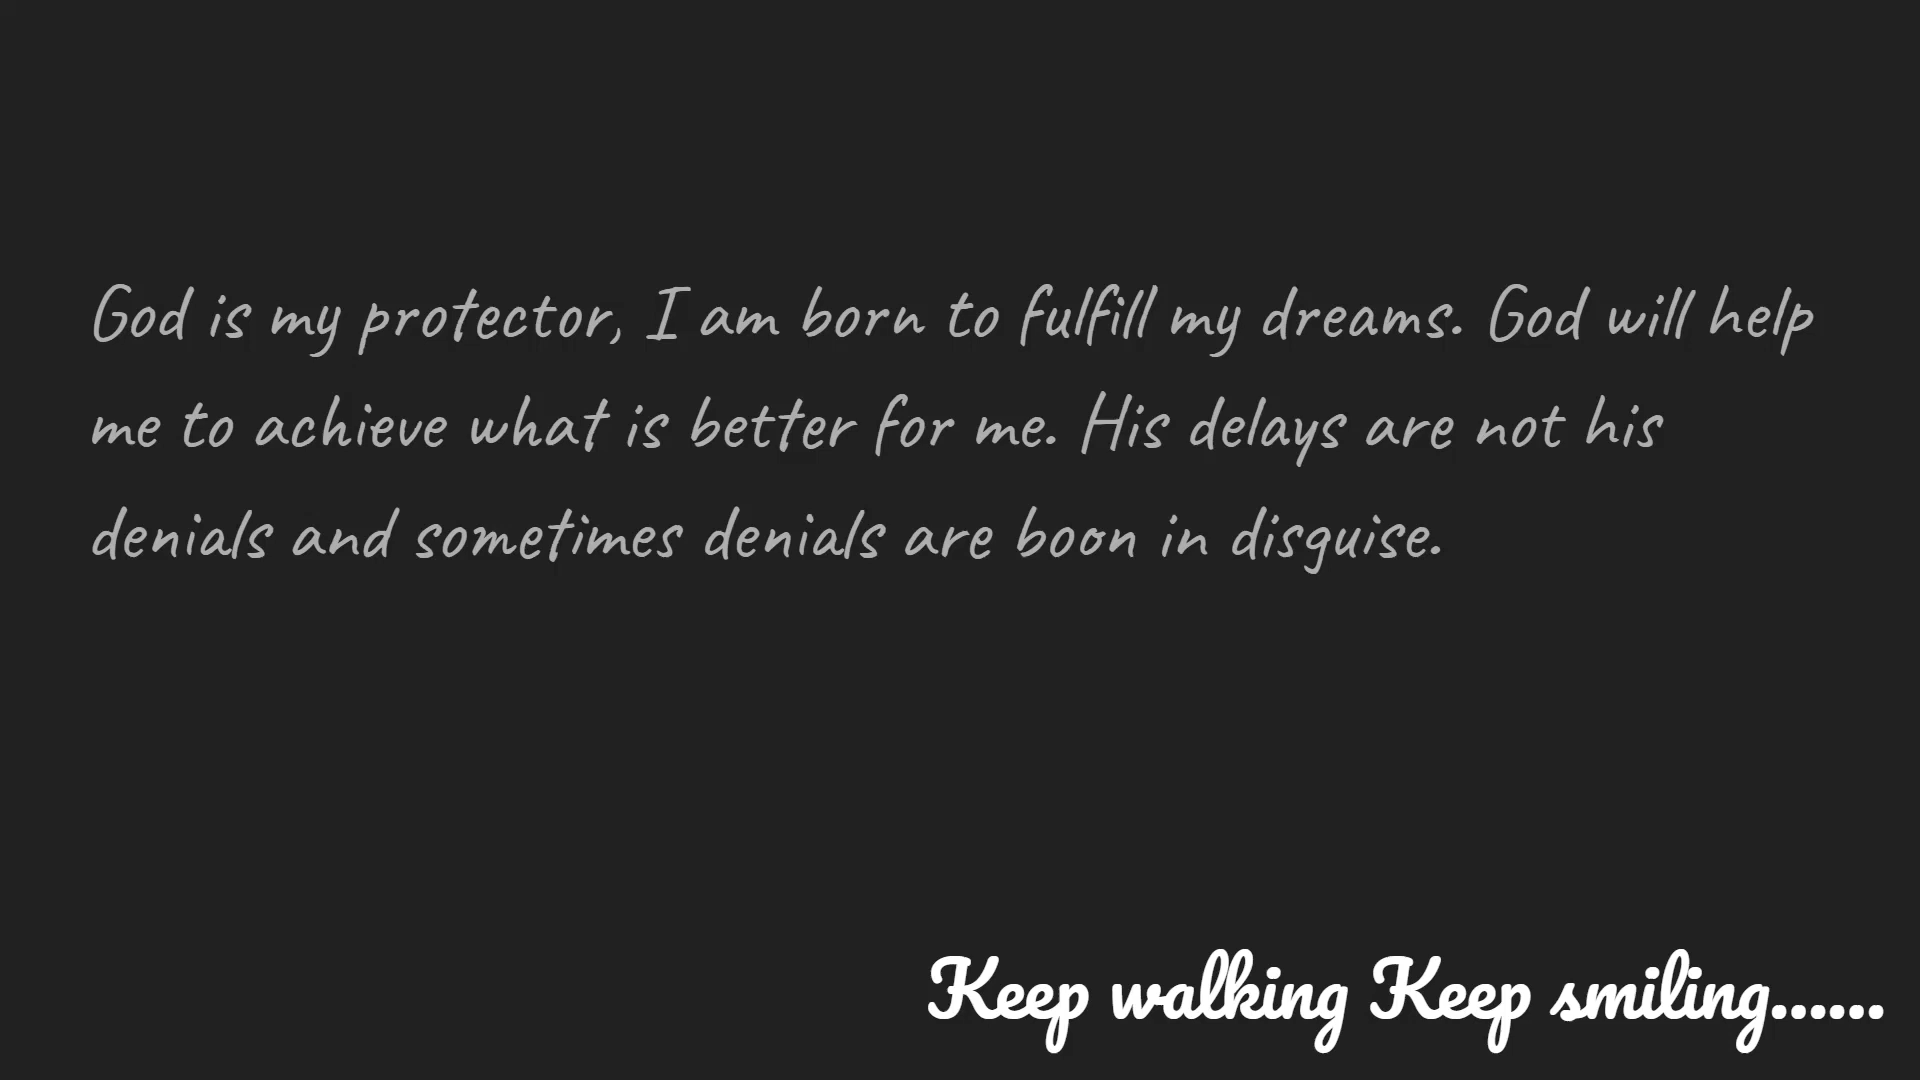 God is my protector, I am born to fulfill my dreams. God will help
me to achieve what is better for me. His delays are not his
denials and sometimes denials are boon in disguise.
Keep walking Keep smiling......